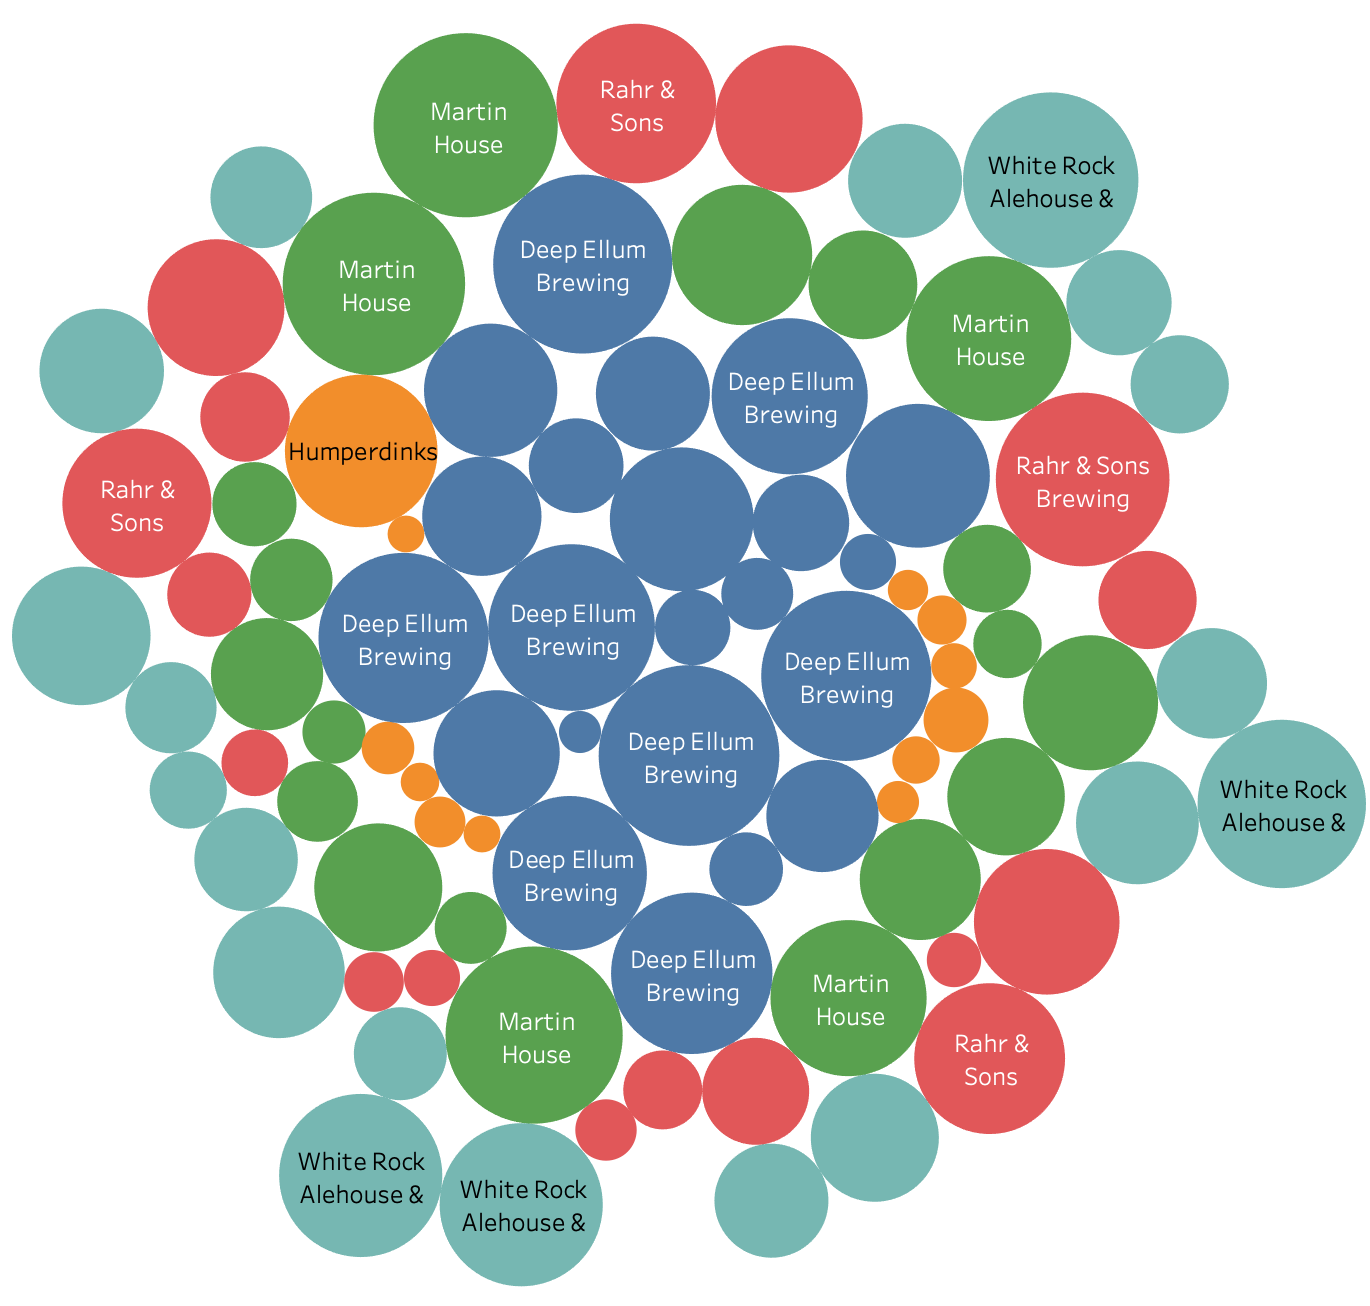 Martin
House
Rahr &
Sons
White Rock
Alehouse &
Deep Ellum
Brewing
Martin
House
Martin
House
Deep Ellum
Brewing
Humperdinks
Rahr & Sons
Brewing
Rahr &
Sons
Deep Ellum
Brewing
Deep Ellum
Brewing
Deep Ellum
Brewing
Deep Ellum
Brewing
White Rock
Alehouse &
Deep Ellum
Brewing
Deep Ellum
Brewing
Martin
House
Martin
House
Rahr &
Sons
White Rock
Alehouse &
White Rock
Alehouse &